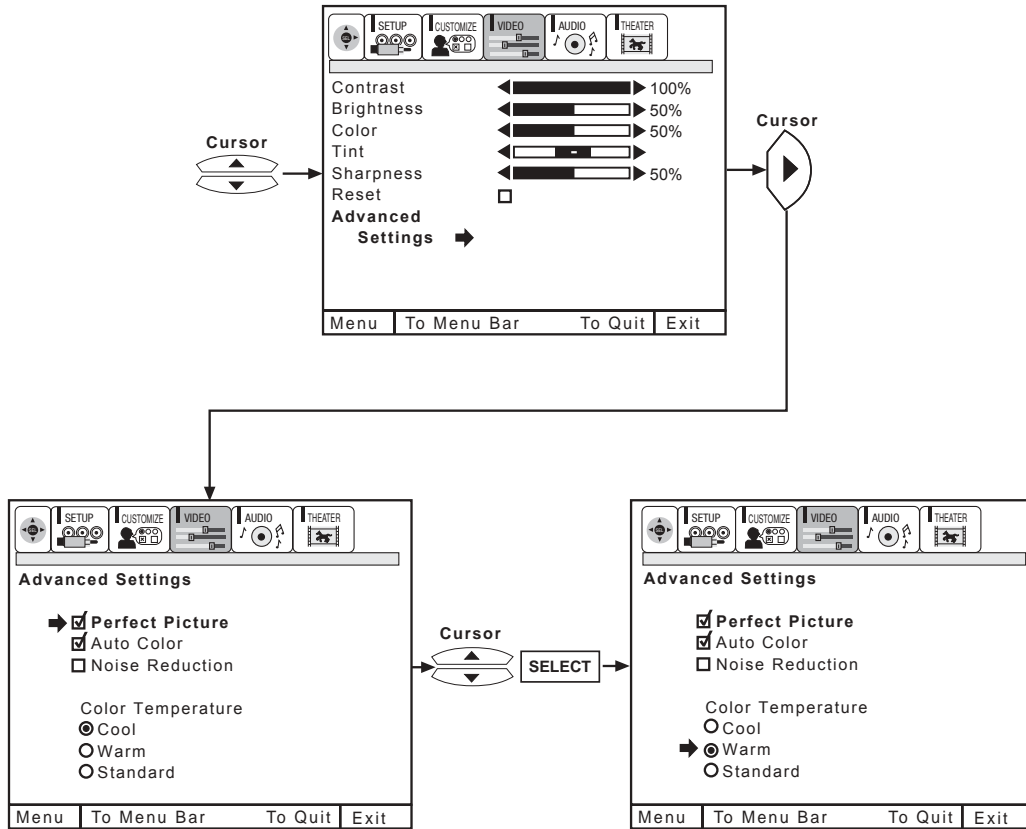 SETUP CUSTOMIZE VIDEO AUDIO THEATER
SEL
Contrast 100%
Brightness 50%
Color 50%
Tint
Sharpness 50%
Reset
Advanced
Settings
Menu To Menu Bar To Quit Exit
Cursor
Cursor
SETUP CUSTOMIZE VIDEO AUDIO THEATER
SEL
Advanced Settings
Perfect Picture
Auto Color
Noise Reduction
Color Temperature
Cool
Warm
Standard
Menu To Menu Bar To Quit Exit
Cursor
SELECT
SETUP CUSTOMIZE VIDEO AUDIO THEATER
SEL
Advanced Settings
Perfect Picture
Auto Color
Noise Reduction
Color Temperature
Cool
Warm
Standard
Menu To Menu Bar To Quit Exit